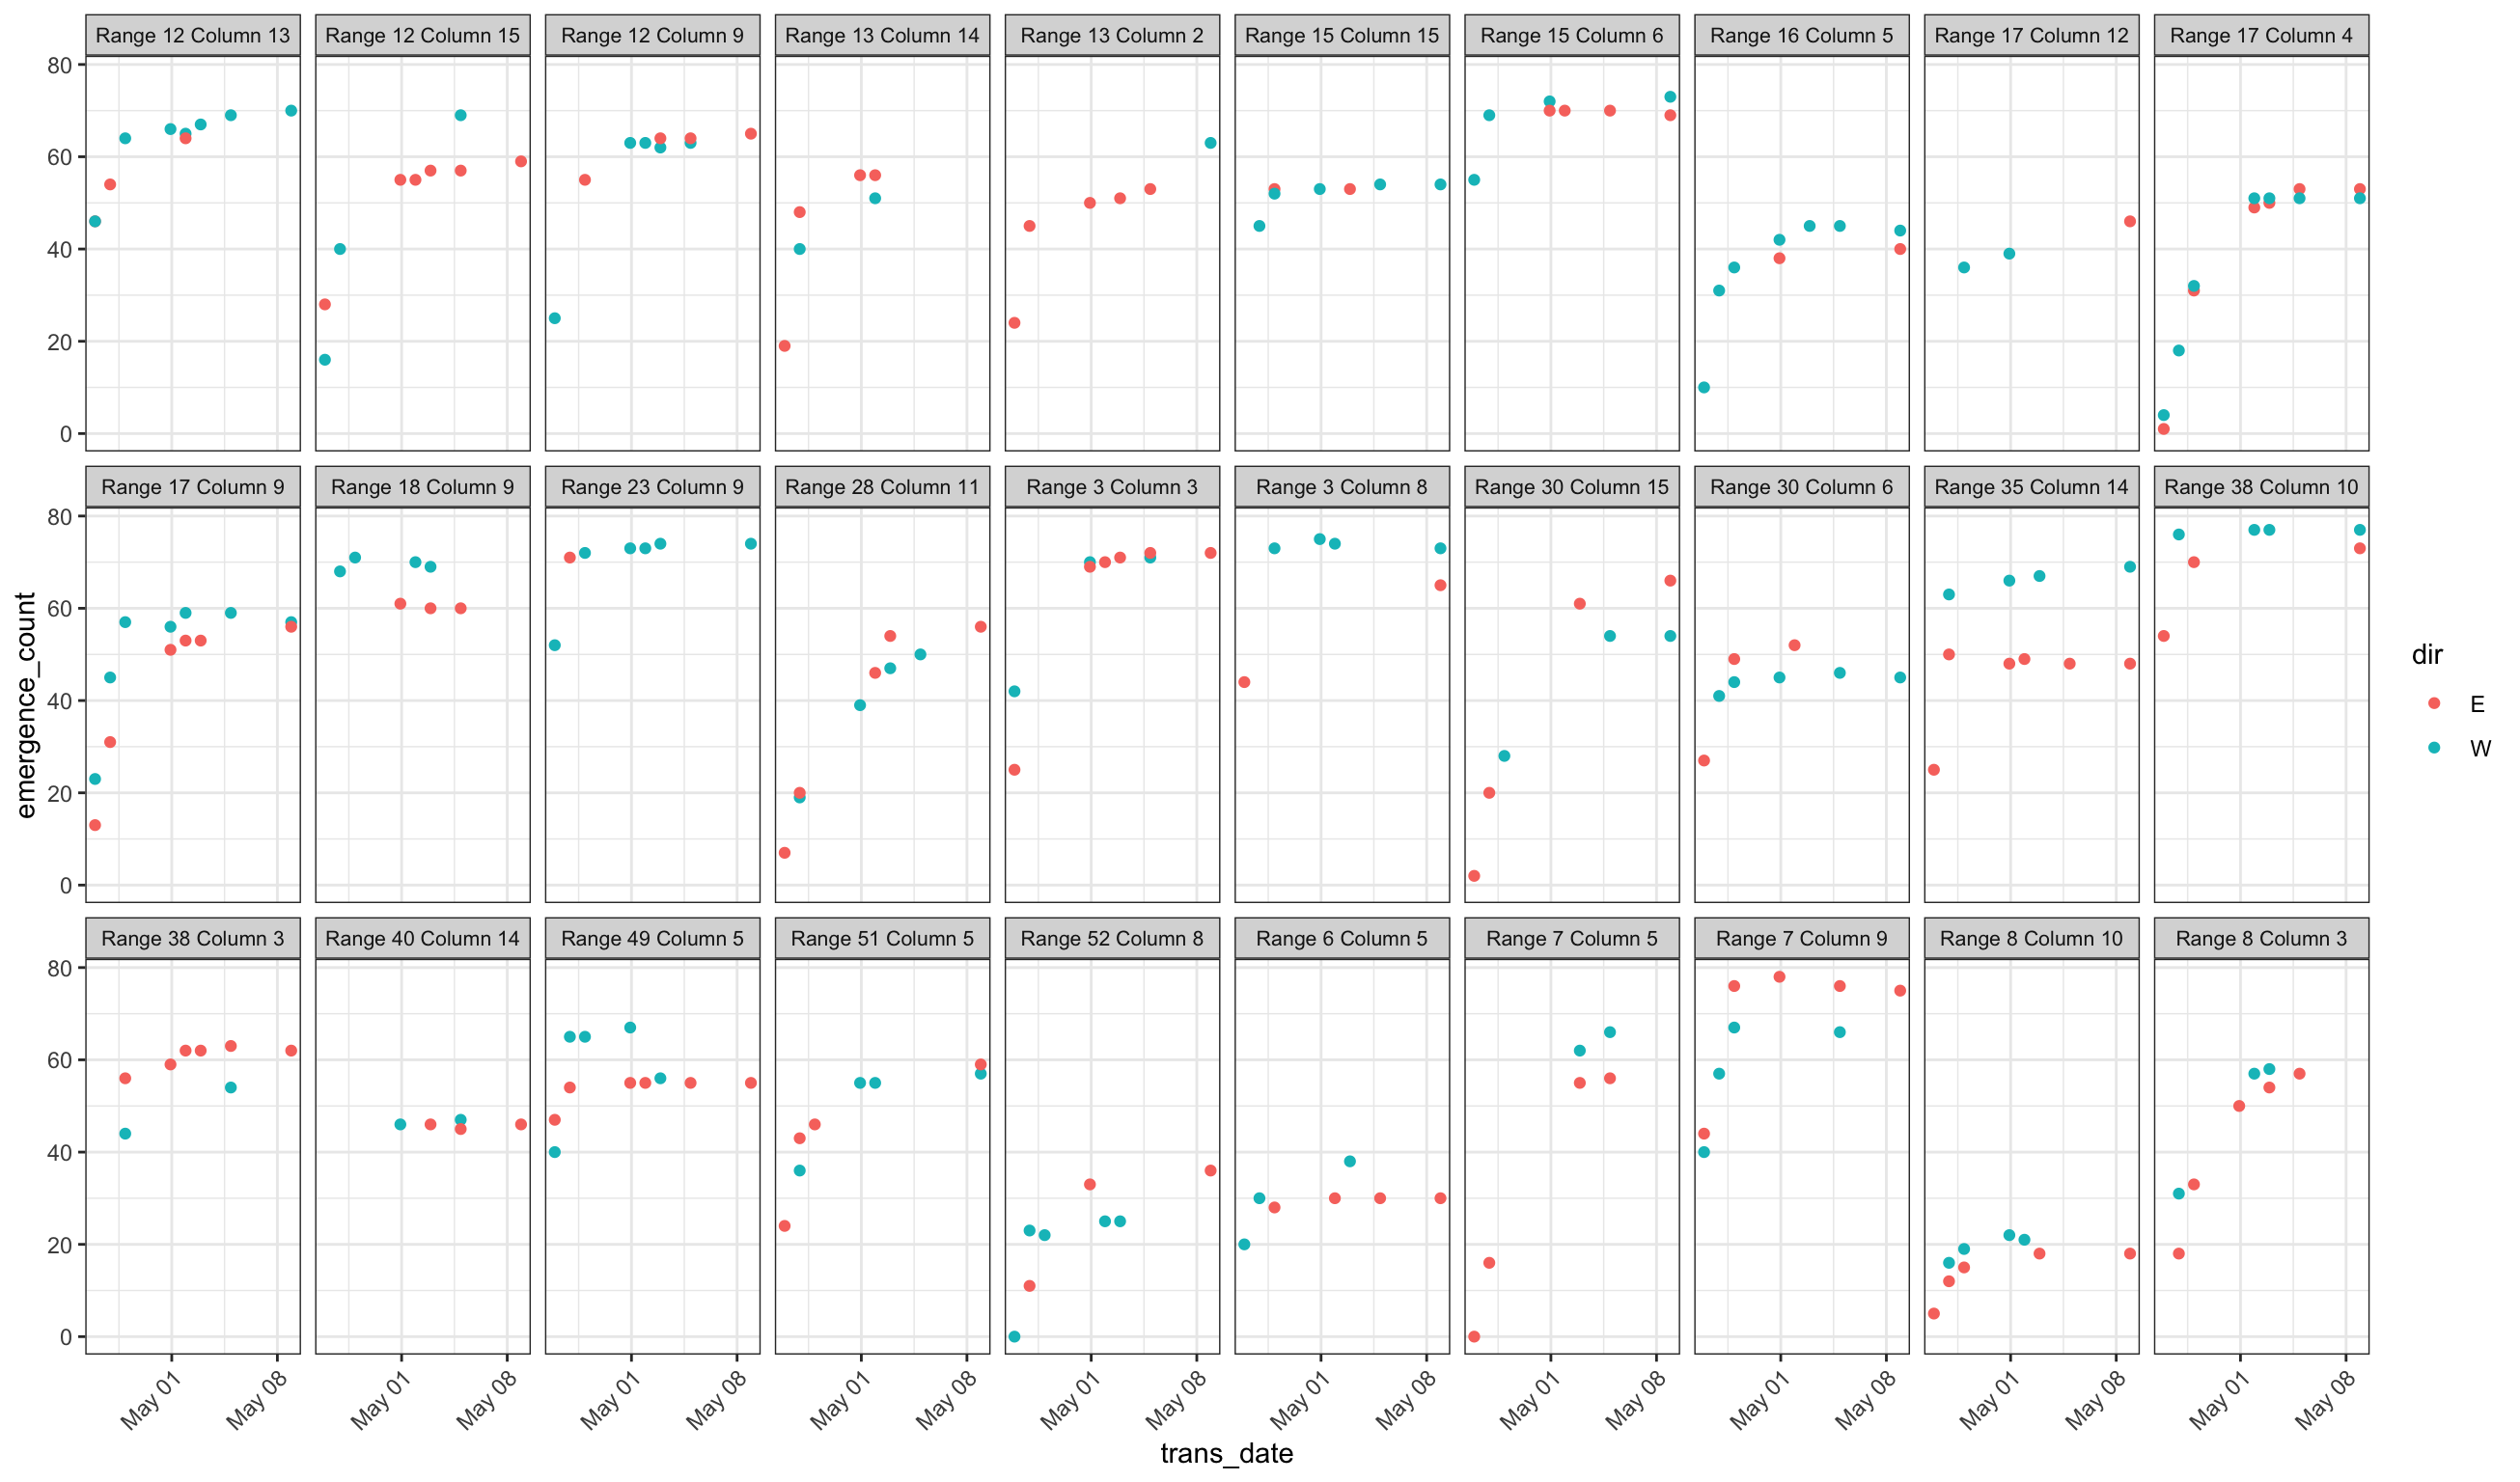 Range 12 Column 13 Range 12 Column 15 Range 12 Column 9 Range 13 Column 14 Range 13 Column 2 Range 15 Column 15 Range 15 Column 6 Range 16 Column 5 Range 17 Column 12 Range 17 Column 4
80
60
40
20
0
Range 17 Column 9 Range 18 Column 9 Range 23 Column 9 Range 28 Column 11 Range 3 Column 3 Range 3 Column 8 Range 30 Column 15 Range 30 Column 6 Range 35 Column 14 Range 38 Column 10
80
60
40
20
0
emergence_count
dir
E
W
Range 38 Column 3 Range 40 Column 14 Range 49 Column 5 Range 51 Column 5 Range 52 Column 8 Range 6 Column 5 Range 7 Column 5 Range 7 Column 9 Range 8 Column 10 Range 8 Column 3
80
60
40
20
0
May 01 May 08 May 01 May 08 May 01 May 08 May 01 May 08 May 01 May 08 May 01 May 08 May 01 May 08 May 01 May 08 May 01 May 08 May 01 May 08
trans_date